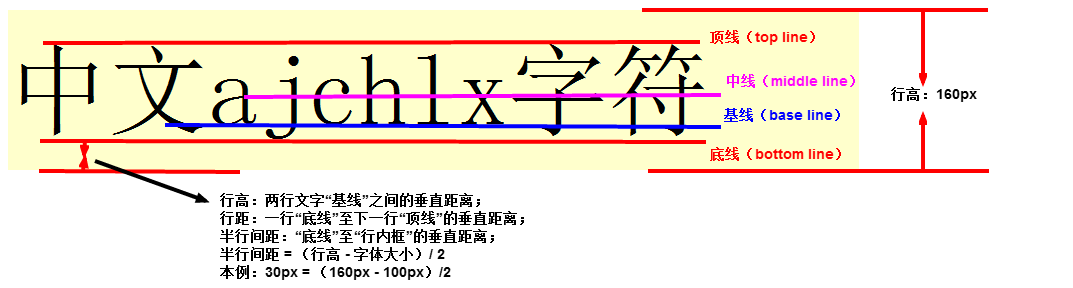 中文ajchlx字符
顶线（top line）
中线（middle line）
基线（base line）
底线（bottom line）
行高：160px
行高：两行文字“基线”之间的垂直距离；
行距：一行“底线”至下一行“顶线”的垂直距离；
半行间距：“底线”至“行内框”的垂直距离；
半行间距 = （行高 - 字体大小）/ 2
本例：30px = （160px - 100px）/2